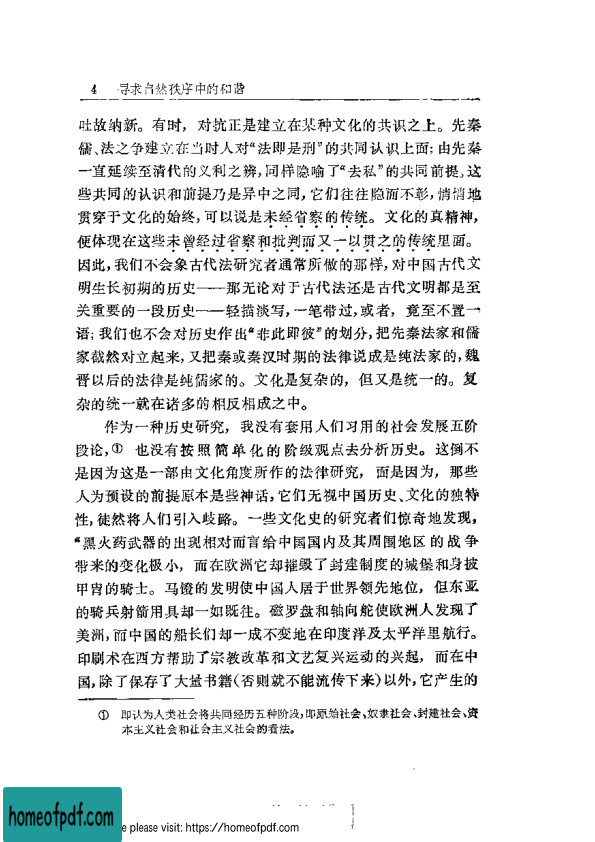 4 寻求自然秩序中的和谐
吐故纳新。有时，对抗正是建立在某种文化的共识之上。先秦
儒、法之争建立在当时人对“法即是刑”的共同认识上面；由先秦
一直延续至清代的义利之辨，同样隐喻了“去私”的共同前提。这
些共同的认识和前提乃是异中之同，它们往往隐而不彰，悄悄地
贯穿于文化的始终，可以说是未经省察的传统。文化的真精神，
便体现在这些未曾经过省察和批判而又一以贯之的传统里面。
因此，我们不会象古代法研究者通常所做的那样，对中国古代文
明生长初期的历史——那无论对于古代法还是古代文明都是至
关重要的一段历史——轻描淡写，一笔带过，或者，竟至不置一
语；我们也不会对历史作出“非此即彼”的划分，把先秦法家和儒
家截然对立起来，又把秦或秦汉时期的法律说成是纯法家的，魏
晋以后的法律是纯儒家的。文化是复杂的，但又是统一的。复
杂的统一就在诸多的相反相成之中。
作为一种历史研究，我没有套用人们习用的社会发展五阶
段论，① 也没有按照简单化的阶级观点去分析历史。这倒不
是因为这是一部由文化角度所作的法律研究，而是因为，那些
人为预设的前提原本是些神话，它们无视中国历史、文化的独特
性，徒然将人们引入歧路。一些文化史的研究者们惊奇地发现，
“黑火药武器的出现相对而言给中国国内及其周围地区的战争
带来的变化极小，而在欧洲它却摧毁了封建制度的城堡和身披
甲胄的骑士。马镫的发明使中国人居于世界领先地位，但东亚
的骑兵射箭用具却一如既往。磁罗盘和轴向舵使欧洲人发现了
美洲，而中国的船长们却一成不变地在印度洋及太平洋里航行。
印刷术在西方帮助了宗教改革和文艺复兴运动的兴起，而在中
国，除了保存了大量书籍（否则就不能流传下来）以外，它产生的
① 即认为人类社会将共同经历五种阶段，即原始社会、奴隶社会、封建社会、资
本主义社会和社会主义社会的看法。
homeofpdf.com
e please visit: https://homeofpdf.com